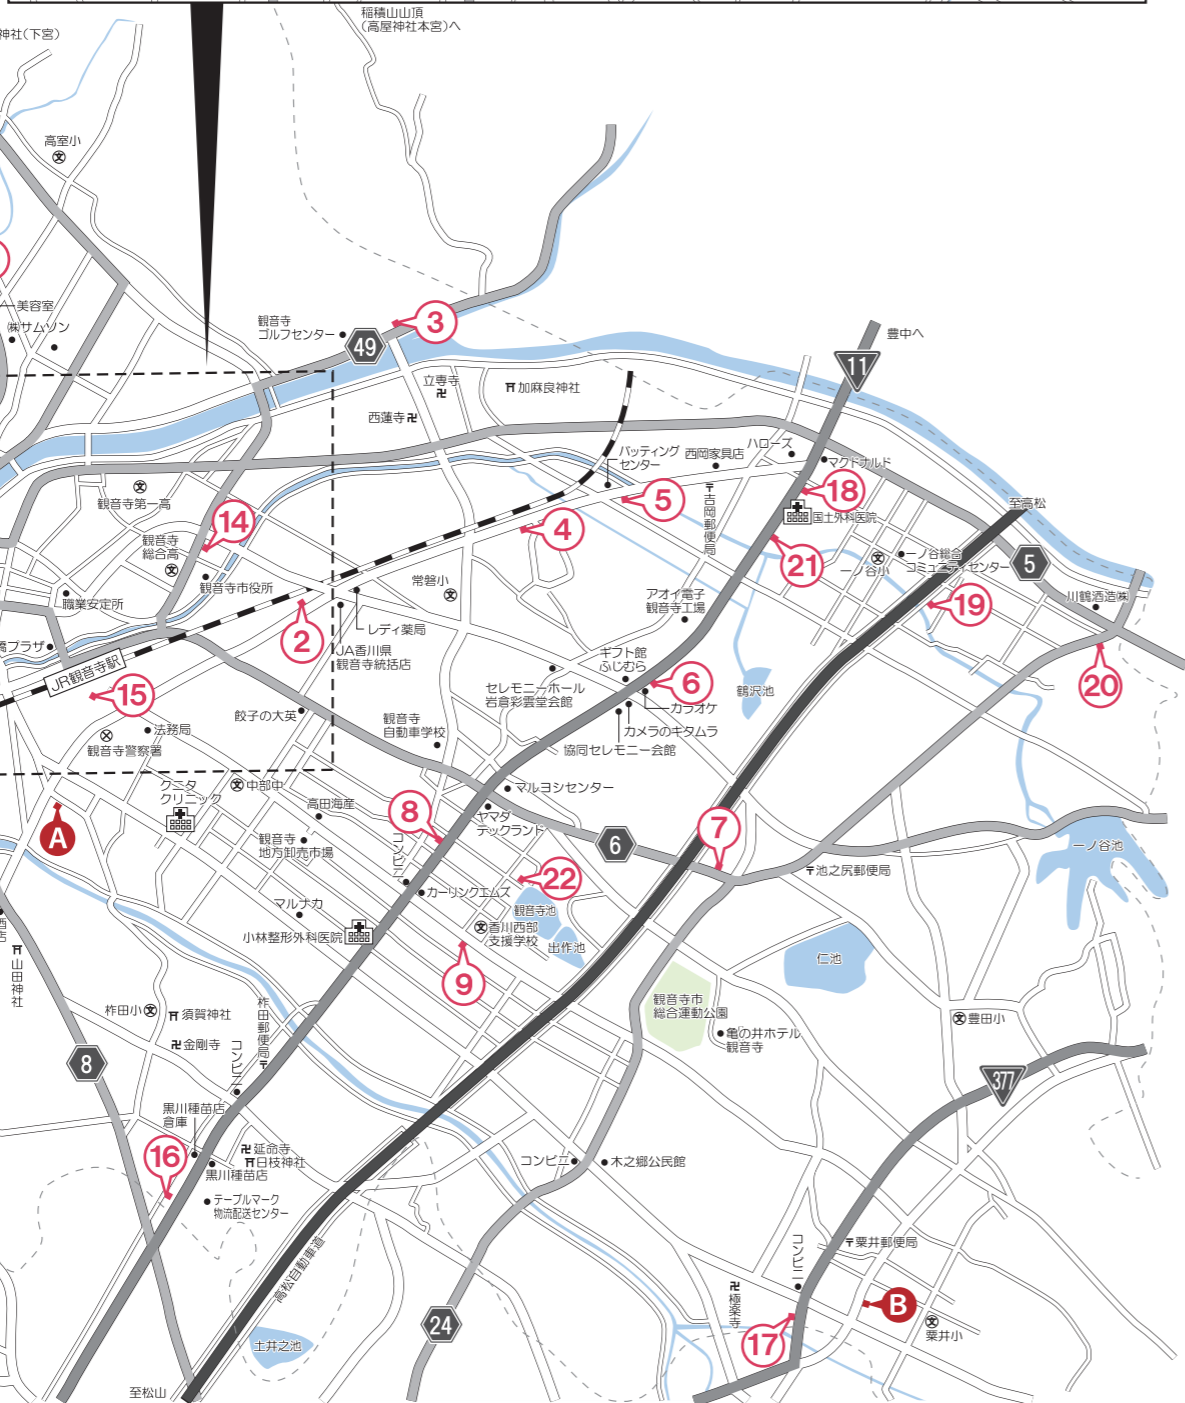 稲積山山頂
(高屋神社本宮)へ
神社(下宮)
高室小
美容室
㈱サムソン
観音寺
ゴルフセンター
49
3
豊中へ
11
立専寺
加麻良神社
西蓮寺
バッティング
センター
西岡家具店
ハローズ
マクドナルド
観音寺第一高
14
観音寺
総合高
観音寺市役所
職業安定所
5
4
吉岡郵便局
18
国土外科医院
至高松
21
一ノ谷小
一ノ谷総合
コミュニティセンター
5
19
川鶴酒造㈱
20
常磐小
アオイ電子
観音寺工場
2
レディ薬局
JA香川県
観音寺統括店
橋プラザ
JR観音寺駅
15
ギフト館
ふじむら
6
カラオケ
カメラのキタムラ
協同セレモニー会館
セレモニーホール
岩倉彩雲堂会館
鶴沢池
餃子の大英
観音寺
自動車学校
法務局
観音寺警察署
クニタ
クリニック
中部中
高田海産
マルヨシセンター
ヤマダ
テックランド
A
8
コンビニ
観音寺
地方卸売市場
6
7
一ノ谷池
池之尻郵便局
カーリンクエムズ
22
観音寺池
マルナカ
小林整形外科医院
香川西部
支援学校
出作池
9
仁池
山田神社
柞田小
須賀神社
柞田郵便局
金剛寺
コンビニ
観音寺市
総合運動公園
亀の井ホテル
観音寺
豊田小
8
377
黒川種苗店
倉庫
延命寺
日枝神社
黒川種苗店
16
テーブルマーク
物流配送センター
コンビニ
木之郷公民館
高松自動車道
粟井郵便局
コンビニ
極楽寺
B
粟井小
17
24
土井之池
至松山